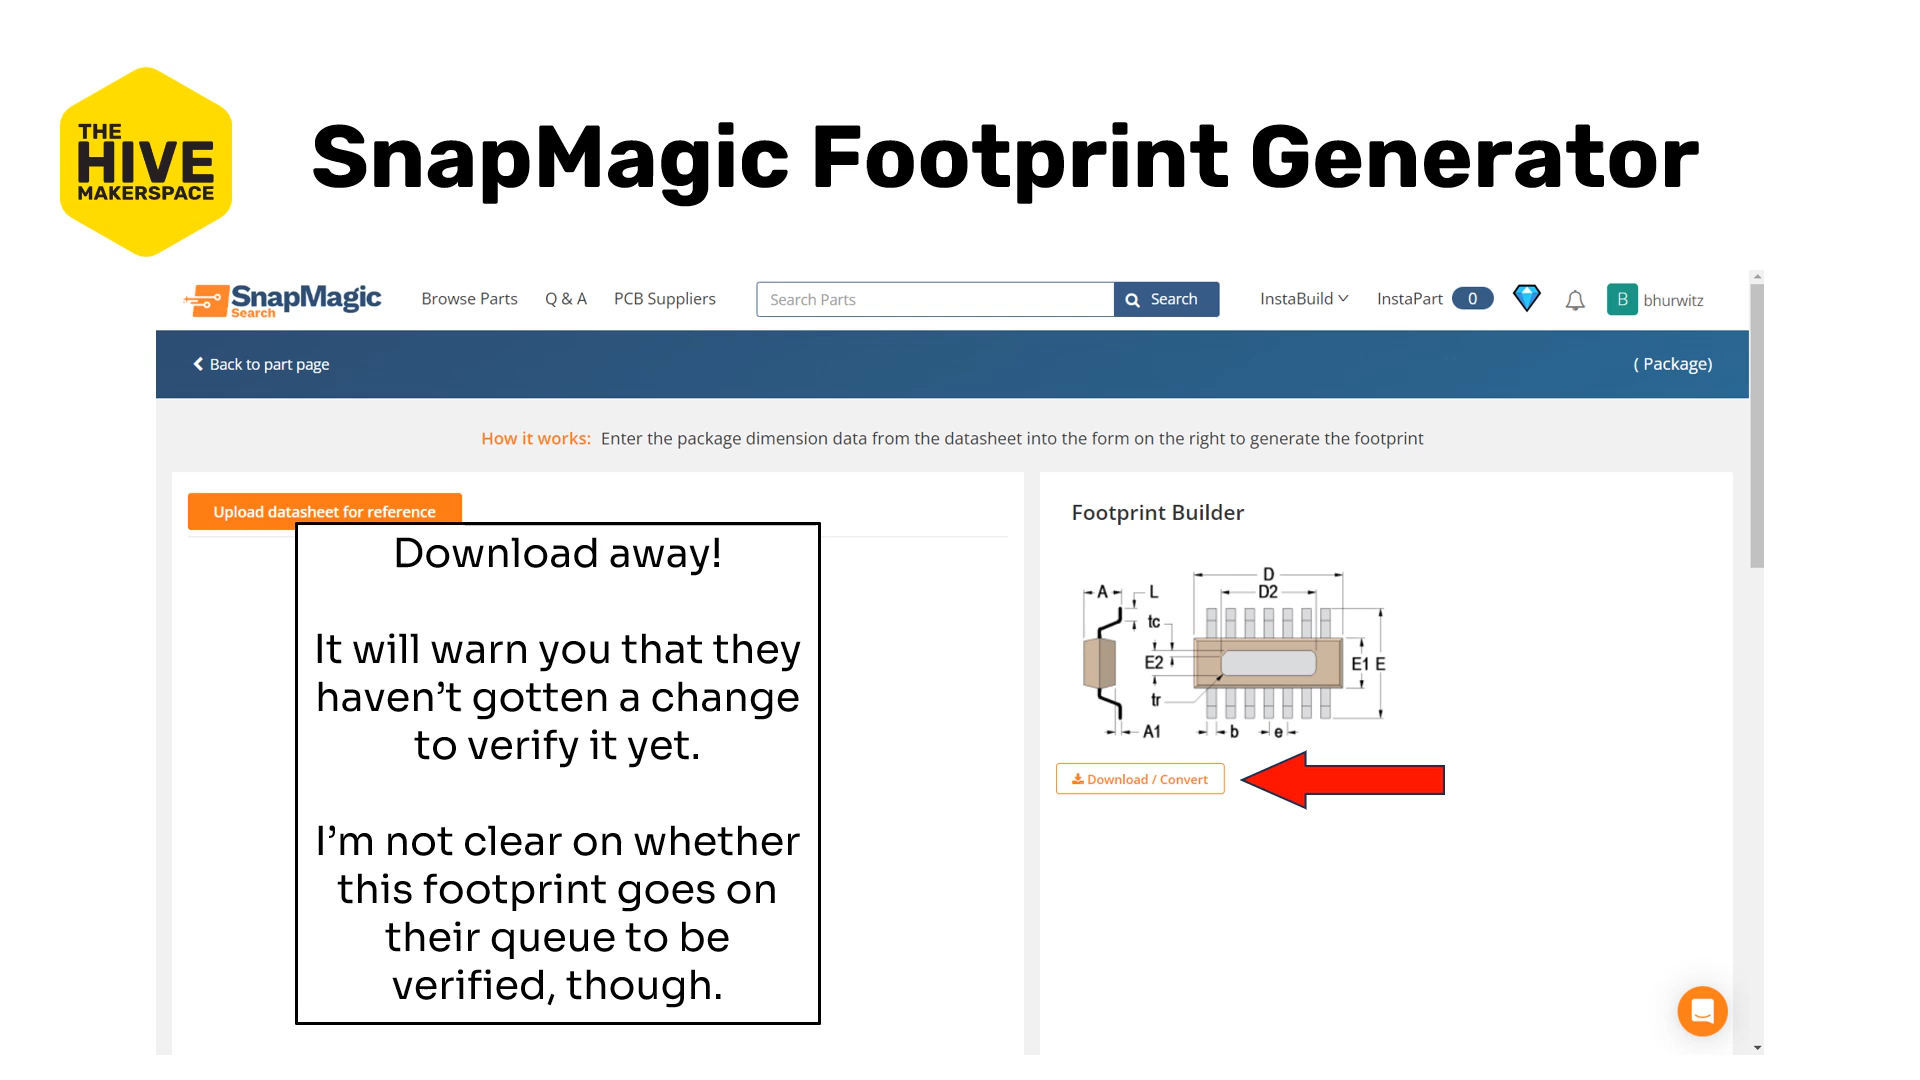 THE
HIVE
MAKERSPACE
SnapMagic Footprint Generator
SnapMagic
Search
Browse Parts
Q & A
PCB Suppliers
Search Parts
Search
InstaBuild
InstaPart
0
B
bhurwitz
Back to part page
( Package)
How it works: Enter the package dimension data from the datasheet into the form on the right to generate the footprint
Upload datasheet for reference
Download away!
It will warn you that they
haven’t gotten a change
to verify it yet.
I’m not clear on whether
this footprint goes on
their queue to be
verified, though.
Footprint Builder
A
L
D
D2
tc
E2
E1 E
tr
A1
b
e
Download / Convert